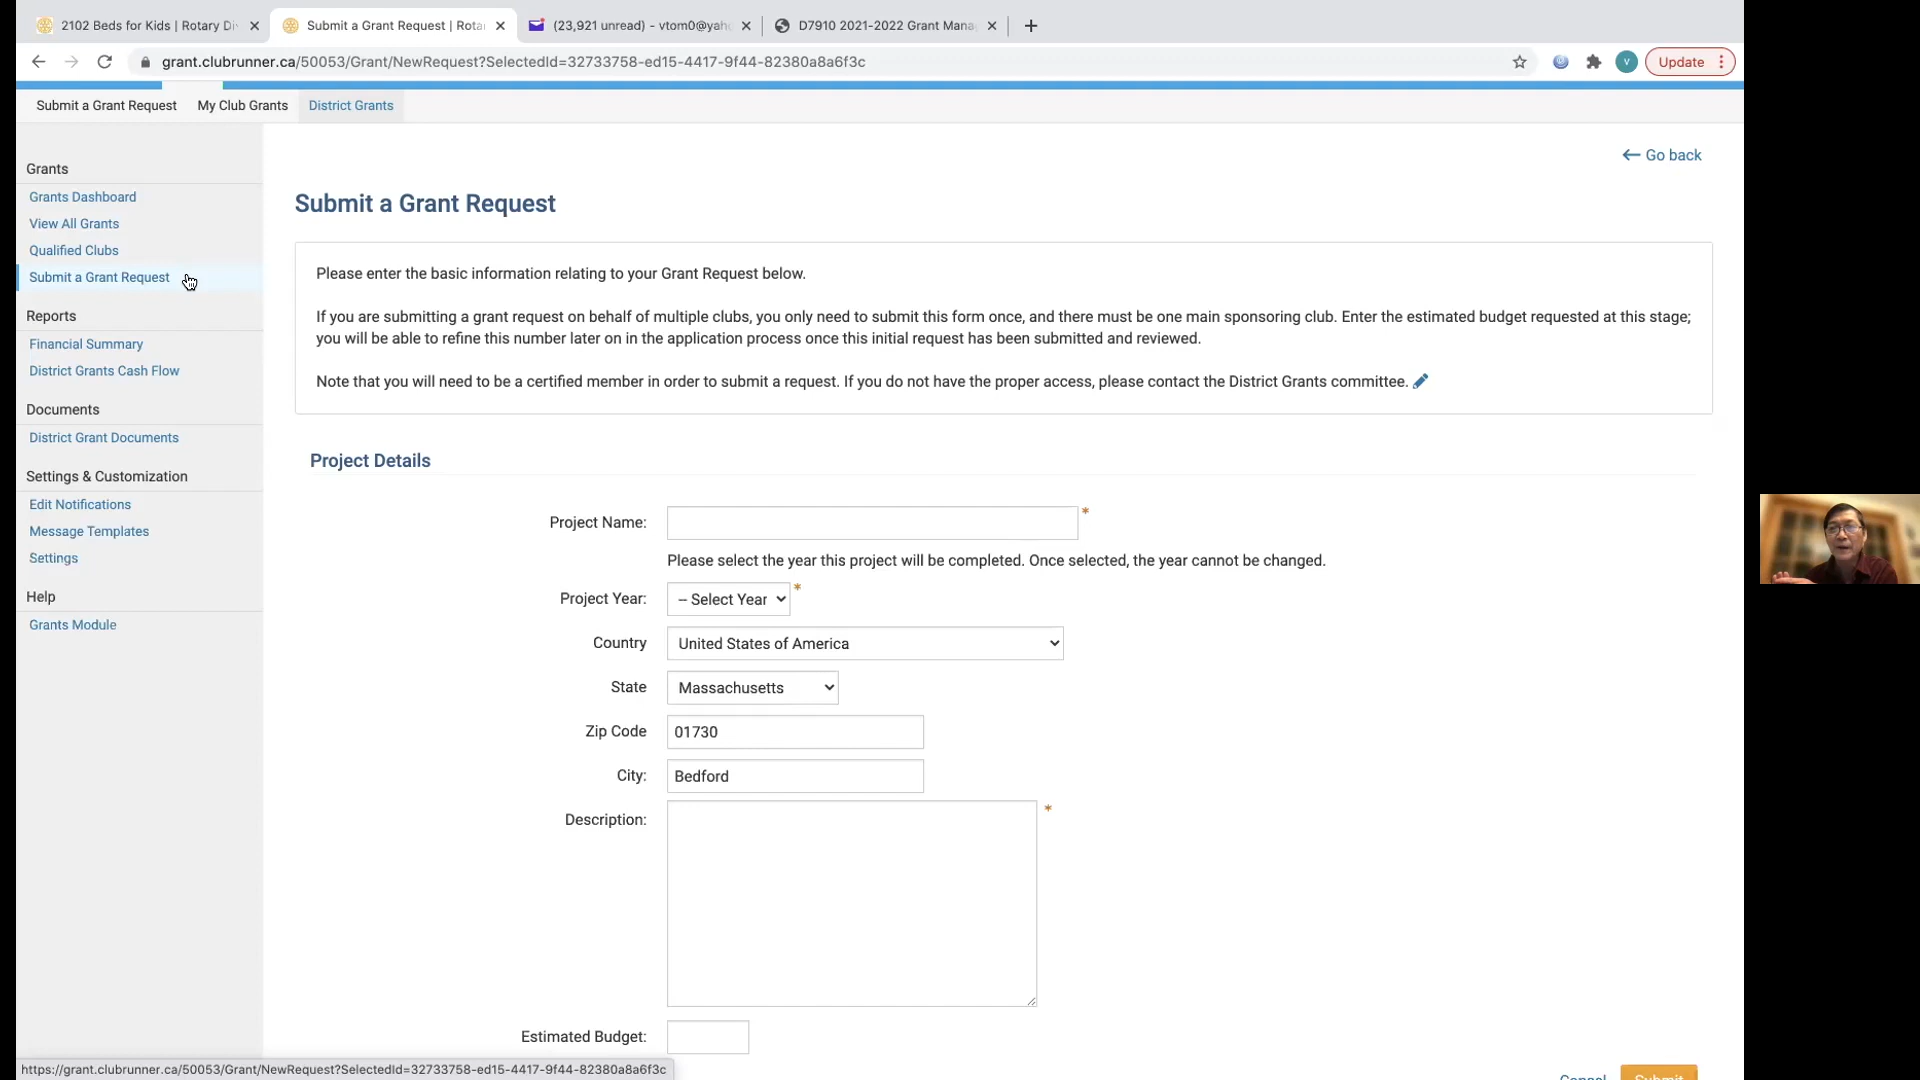 2102 Beds for Kids | Rotary Di
Submit a Grant Request | Rota
(23,921 unread) - vtom0@yah
D7910 2021-2022 Grant Mana
grant.clubrunner.ca/50053/Grant/NewRequest?SelectedId=32733758-ed15-4417-9f44-82380a8a6f3c
V
Update
Submit a Grant Request
My Club Grants
District Grants
Grants
Grants Dashboard
View All Grants
Qualified Clubs
Submit a Grant Request
Reports
Financial Summary
District Grants Cash Flow
Documents
District Grant Documents
Settings & Customization
Edit Notifications
Message Templates
Settings
Help
Grants Module
Go back
Submit a Grant Request
Please enter the basic information relating to your Grant Request below.
If you are submitting a grant request on behalf of multiple clubs, you only need to submit this form once, and there must be one main sponsoring club. Enter the estimated budget requested at this stage;
you will be able to refine this number later on in the application process once this initial request has been submitted and reviewed.
Note that you will need to be a certified member in order to submit a request. If you do not have the proper access, please contact the District Grants committee.
Project Details
Project Name: *
Please select the year this project will be completed. Once selected, the year cannot be changed.
Project Year: -- Select Year *
Country United States of America
State Massachusetts
Zip Code 01730
City: Bedford
Description: *
Estimated Budget:
Cancel Submit
https://grant.clubrunner.ca/50053/Grant/NewRequest?SelectedId=32733758-ed15-4417-9f44-82380a8a6f3c